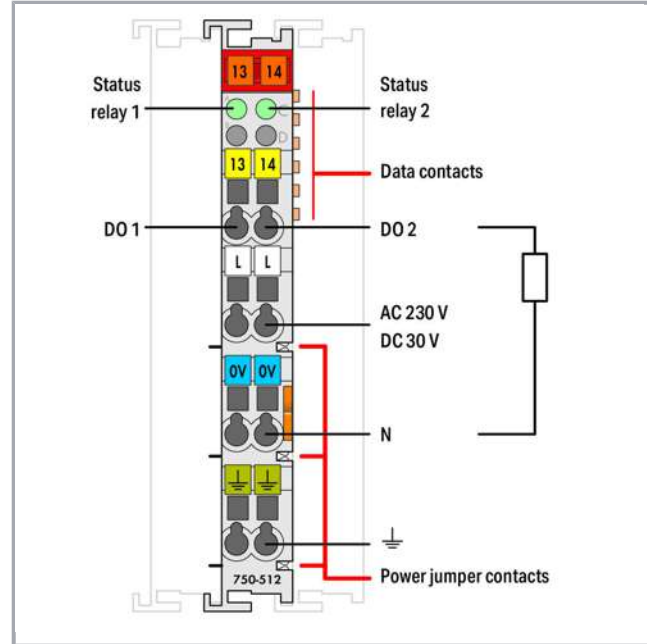 13 14
Status
relay 1
Status
relay 2
A C
D
13 14
Data contacts
DO 1
DO 2
L L
AC 230 V
DC 30 V
0V 0V
N
750-512
Power jumper contacts